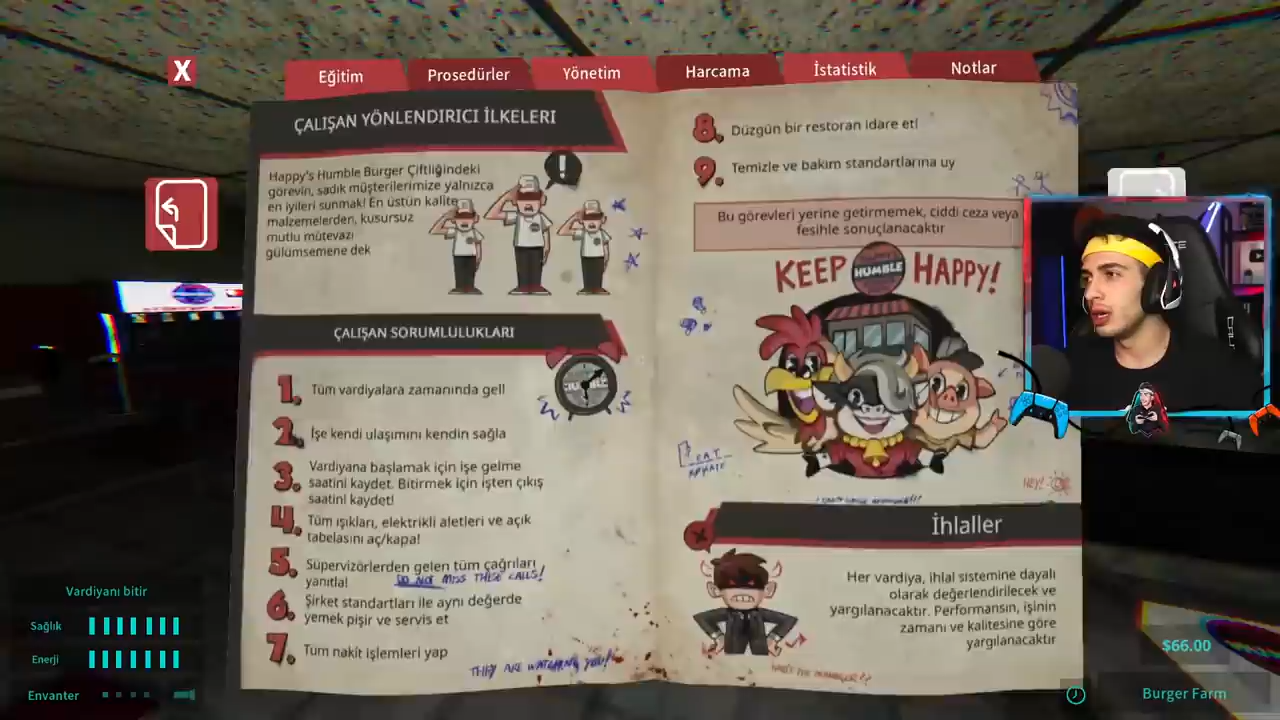 X
Eğitim
Prosedürler
Yönetim
Harcama
İstatistik
Notlar
ÇALIŞAN YÖNLENDIRICI İLKELERI
Happy's Humble Burger Çiftliğindeki
görevin, sadık müşterilerimize yalnızca
en iyileri sunmak! En üstün kalite
malzemelerden, kusursuz
mutlu mütevazı
gülümsemene dek
!
ÇALIŞAN SORUMLULUKLARI
1. Tüm vardiyalara zamanında gel!
2. İşe kendi ulaşımını kendin sağla
3. Vardiyana başlamak için işe gelme
saatini kaydet. Bitirmek için işten çıkış
saatini kaydet!
4. Tüm ışıkları, elektrikli aletleri ve açık
tabelasını aç/kapa!
5. Süpervizörlerden gelen tüm çağrıları
yanıtla!
DO NOT MISS THESE CALLS!
6. Şirket standartları ile aynı değerde
yemek pişir ve servis et
7. Tüm nakit işlemleri yap
THEY ARE WATCHING YOU!
8. Düzgün bir restoran idare et!
9. Temizle ve bakım standartlarına uy
Bu görevleri yerine getirmemek, ciddi ceza veya
fesihle sonuçlanacaktır
KEEP HUMBLE HAPPY!
HEY!
İhlaller
Her vardiya, ihlal sistemine dayalı
olarak değerlendirilecek ve
yargılanacaktır. Performansın, işinin
zamanı ve kalitesine göre
yargılanacaktır
Vardiyanı bitir
Sağlık
Enerji
Envanter
$66.00
Burger Farm